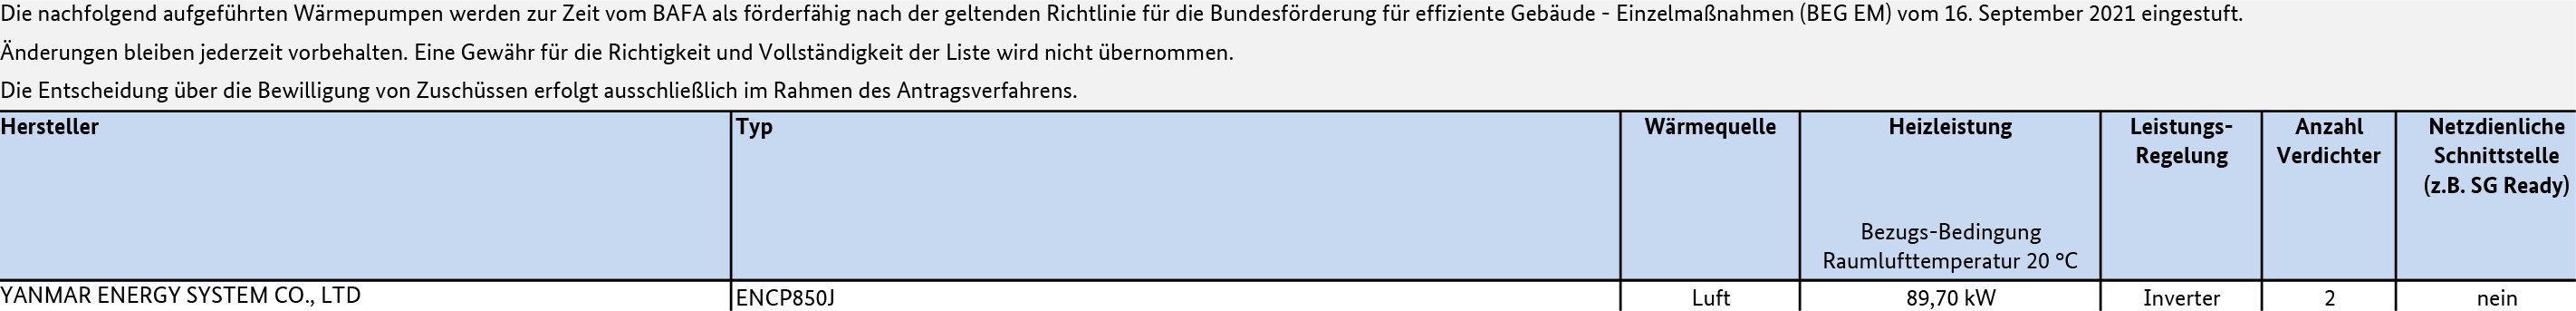 Die nachfolgend aufgeführten Wärmepumpen werden zur Zeit vom BAFA als förderfähig nach der geltenden Richtlinie für die Bundesförderung für effiziente Gebäude - Einzelmaßnahmen (BEG EM) vom 16. September 2021 eingestuft.
Änderungen bleiben jederzeit vorbehalten. Eine Gewähr für die Richtigkeit und Vollständigkeit der Liste wird nicht übernommen.
Die Entscheidung über die Bewilligung von Zuschüssen erfolgt ausschließlich im Rahmen des Antragsverfahrens.
Hersteller Typ Wärmequelle Heizleistung Leistungs- Anzahl Netzdienliche
Regelung Verdichter Schnittstelle
(z.B. SG Ready)
Bezugs-Bedingung
Raumlufttemperatur 20 °C
YANMAR ENERGY SYSTEM CO., LTD ENCP850J Luft 89,70 kW Inverter 2 nein